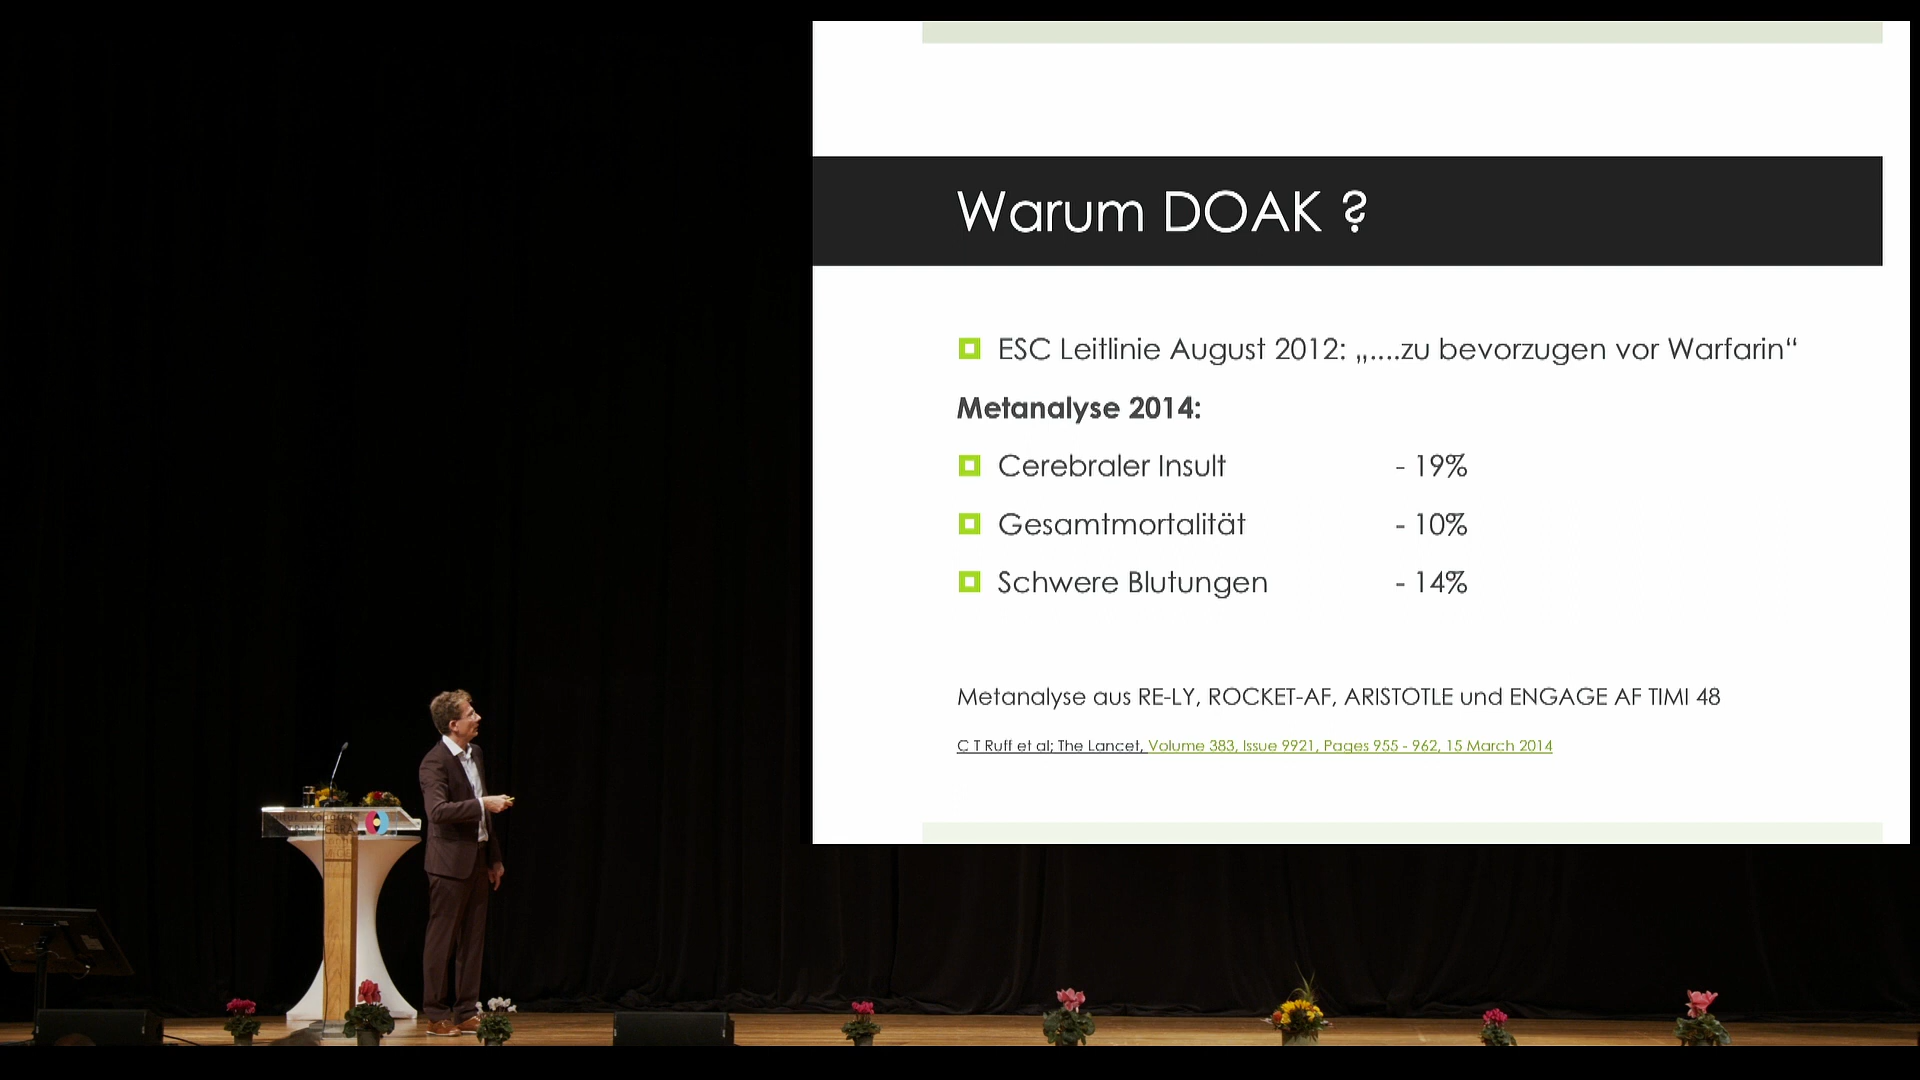 Warum DOAK ?
ESC Leitlinie August 2012: „....zu bevorzugen vor Warfarin“
Metanalyse 2014:
Cerebraler Insult - 19%
Gesamtmortalität - 10%
Schwere Blutungen - 14%
Metanalyse aus RE-LY, ROCKET-AF, ARISTOTLE und ENGAGE AF TIMI 48
C T Ruff et al; The Lancet, Volume 383, Issue 9921, Pages 955 - 962, 15 March 2014